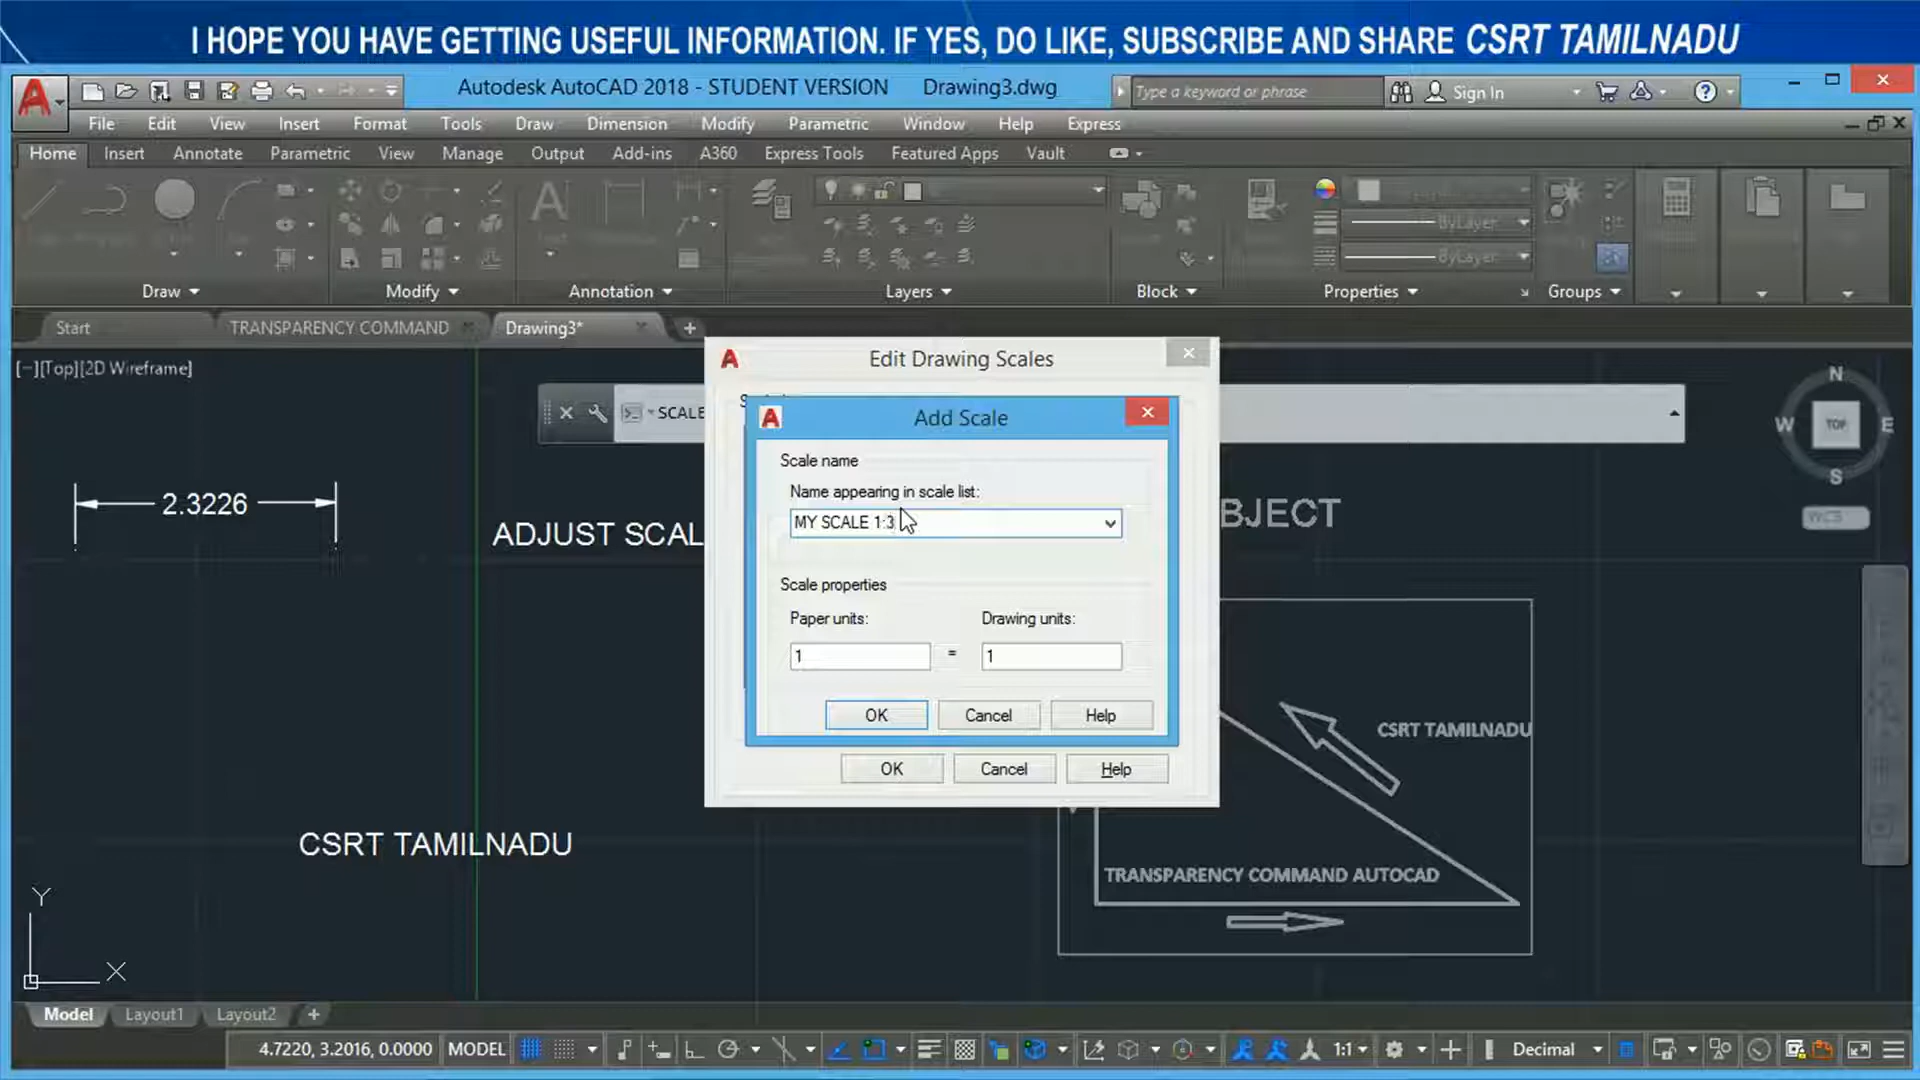 I HOPE YOU HAVE GETTING USEFUL INFORMATION. IF YES, DO LIKE, SUBSCRIBE AND SHARE CSRT TAMILNADU
Autodesk AutoCAD 2018 - STUDENT VERSION Drawing3.dwg
Type a keyword or phrase
Sign In
File Edit View Insert Format Tools Draw Dimension Modify Parametric Window Help Express
Home Insert Annotate Parametric View Manage Output Add-ins A360 Express Tools Featured Apps Vault
ByLayer
ByLayer
Draw Modify Annotation Layers Block Properties Groups
Start TRANSPARENCY COMMAND Drawing3*
[−][Top][2D Wireframe]
Edit Drawing Scales
SCALE
Add Scale
Scale name
Name appearing in scale list:
MY SCALE 1:3
Scale properties
Paper units: Drawing units:
1 = 1
OK Cancel Help
OK Cancel Help
2.3226
ADJUST SCAL
BJECT
N
W TOP E
S
WCS
CSRT TAMILNADU
CSRT TAMILNADU
TRANSPARENCY COMMAND AUTOCAD
Y
X
Model Layout1 Layout2 +
4.7220, 3.2016, 0.0000 MODEL 1:1 Decimal